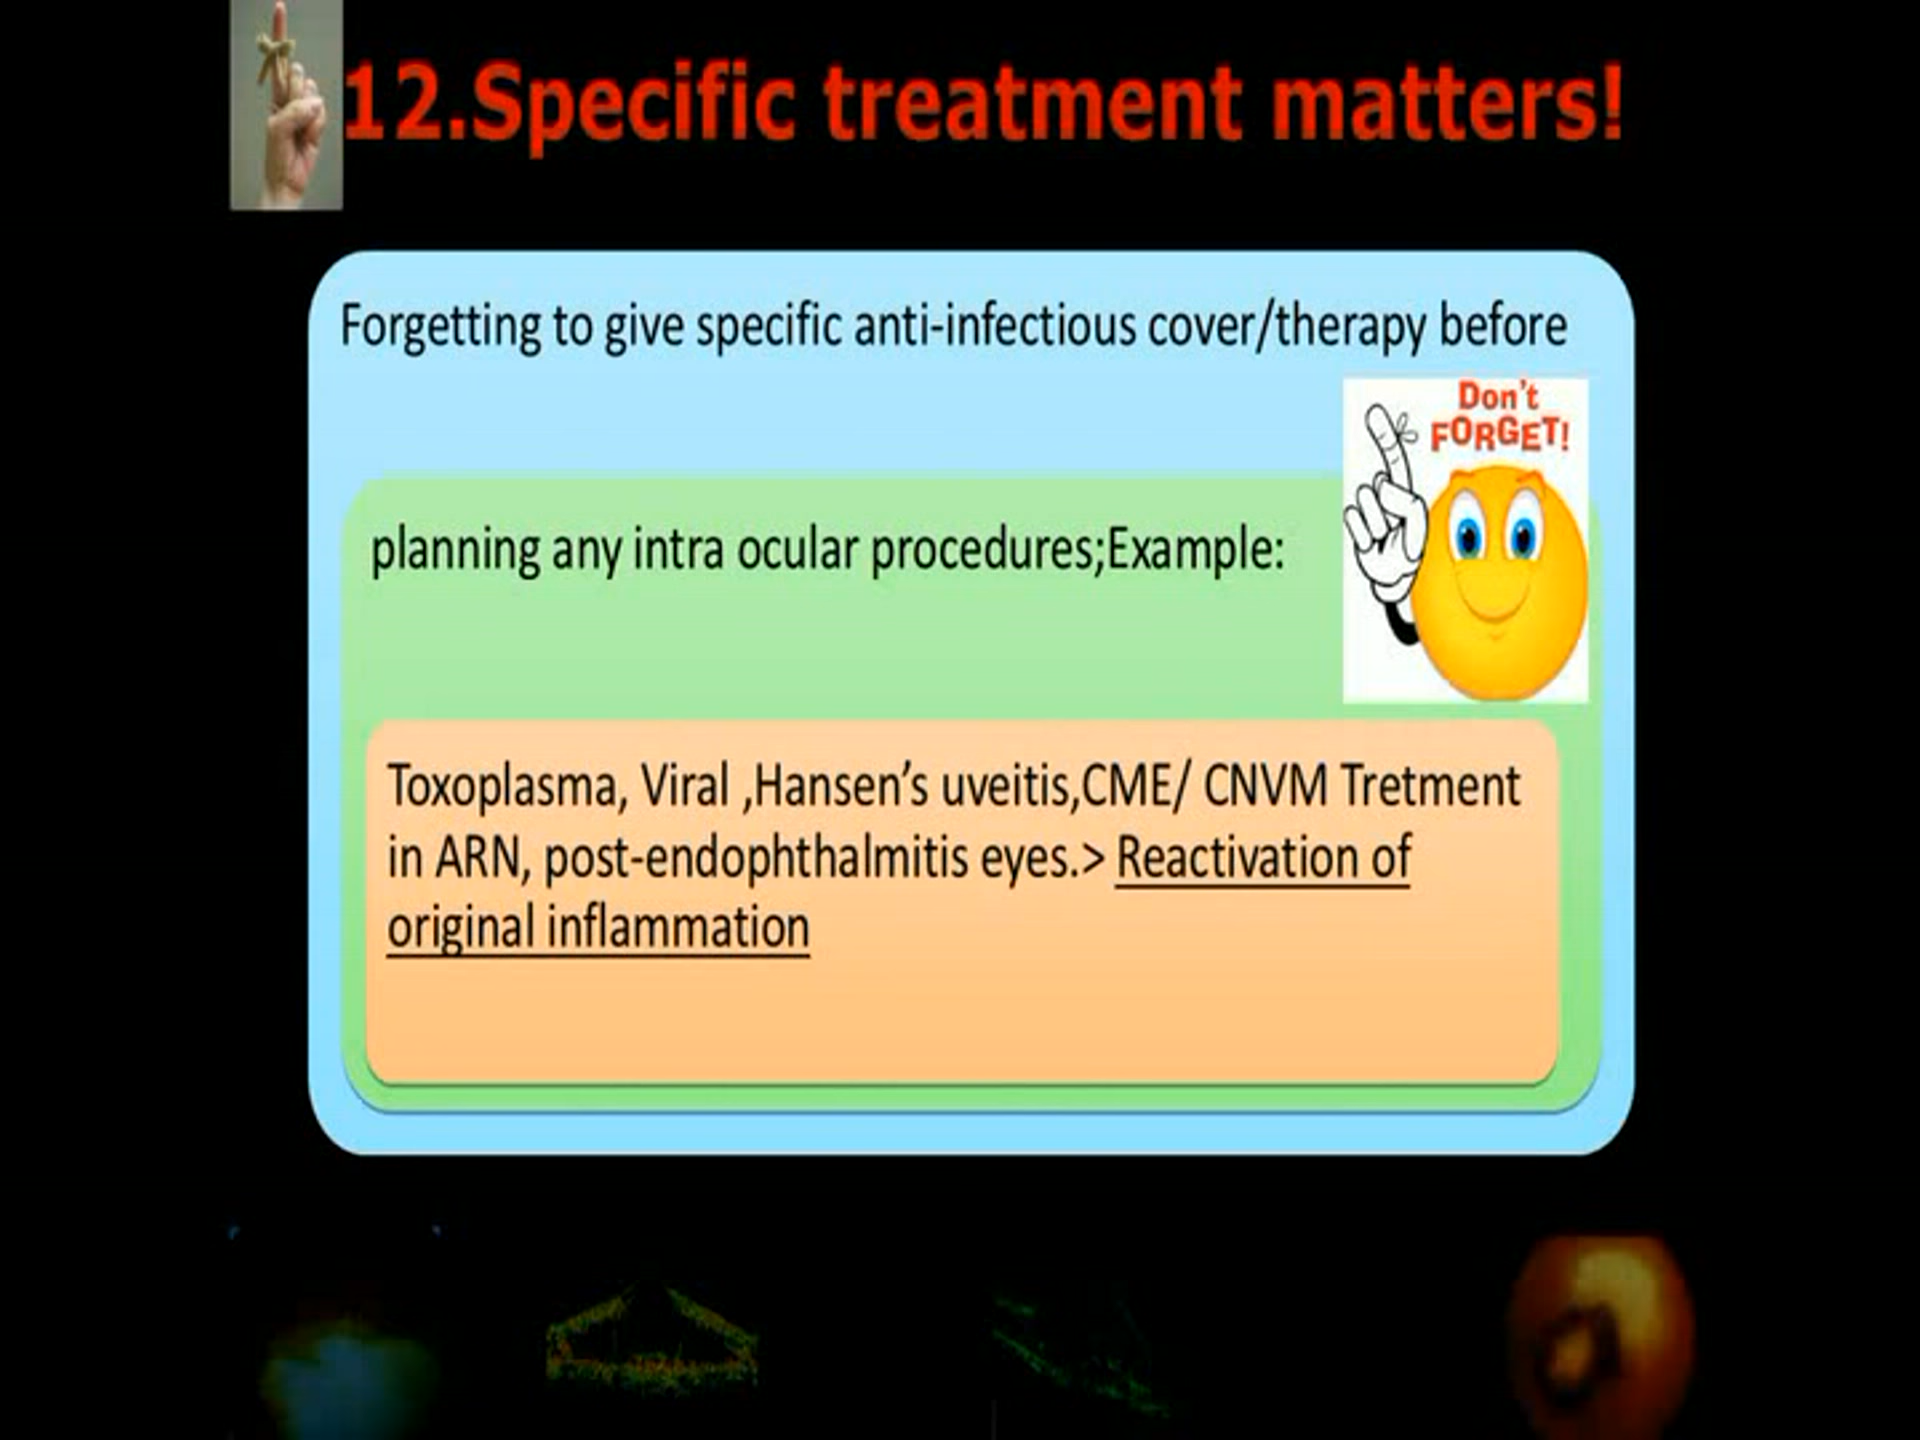 12.Specific treatment matters!
Forgetting to give specific anti-infectious cover/therapy before
Don't
FORGET!
planning any intra ocular procedures;Example:
Toxoplasma, Viral ,Hansen’s uveitis,CME/ CNVM Tretment
in ARN, post-endophthalmitis eyes.> Reactivation of
original inflammation